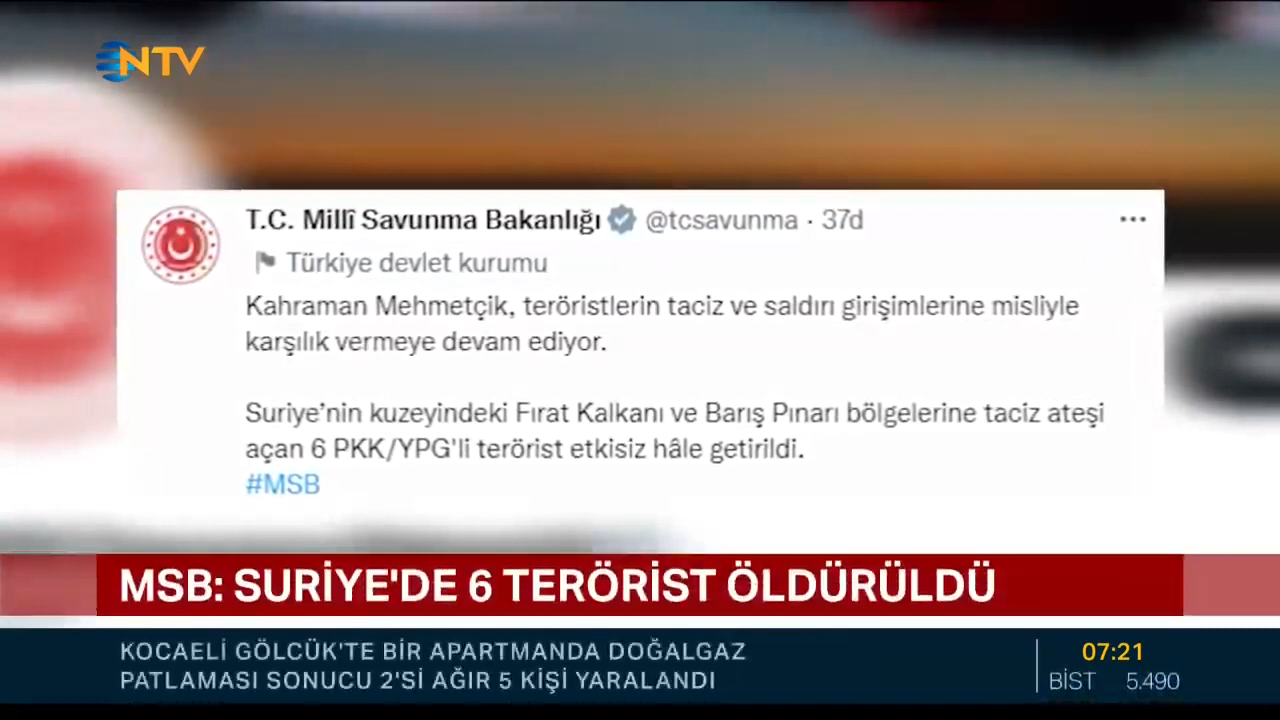 NTV
T.C. Millî Savunma Bakanlığı @tcsavunma · 37d
Türkiye devlet kurumu
Kahraman Mehmetçik, teröristlerin taciz ve saldırı girişimlerine misliyle
karşılık vermeye devam ediyor.
Suriye'nin kuzeyindeki Fırat Kalkanı ve Barış Pınarı bölgelerine taciz ateşi
açan 6 PKK/YPG'li terörist etkisiz hâle getirildi.
#MSB
MSB: SURİYE'DE 6 TERÖRİST ÖLDÜRÜLDÜ
KOCAELİ GÖLCÜK'TE BİR APARTMANDA DOĞALGAZ
PATLAMASI SONUCU 2'Sİ AĞIR 5 KİŞİ YARALANDI
07:21
BİST 5.490